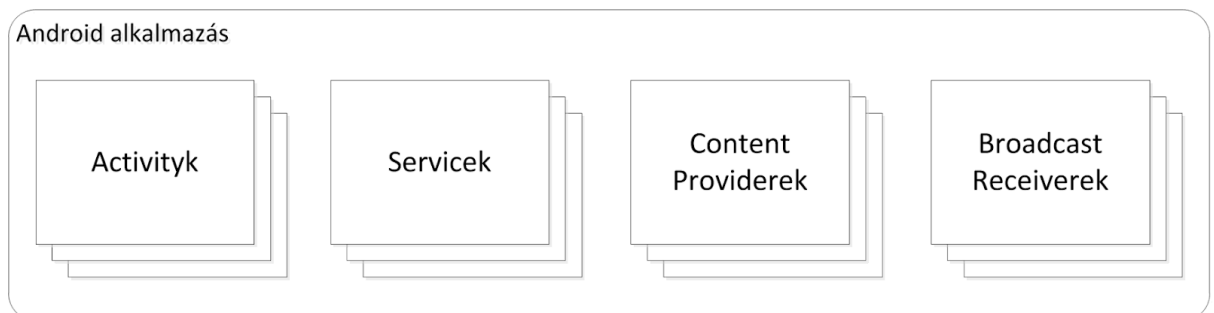 Android alkalmazás
Activityk
Servicek
Content
Providerek
Broadcast
Receiverek